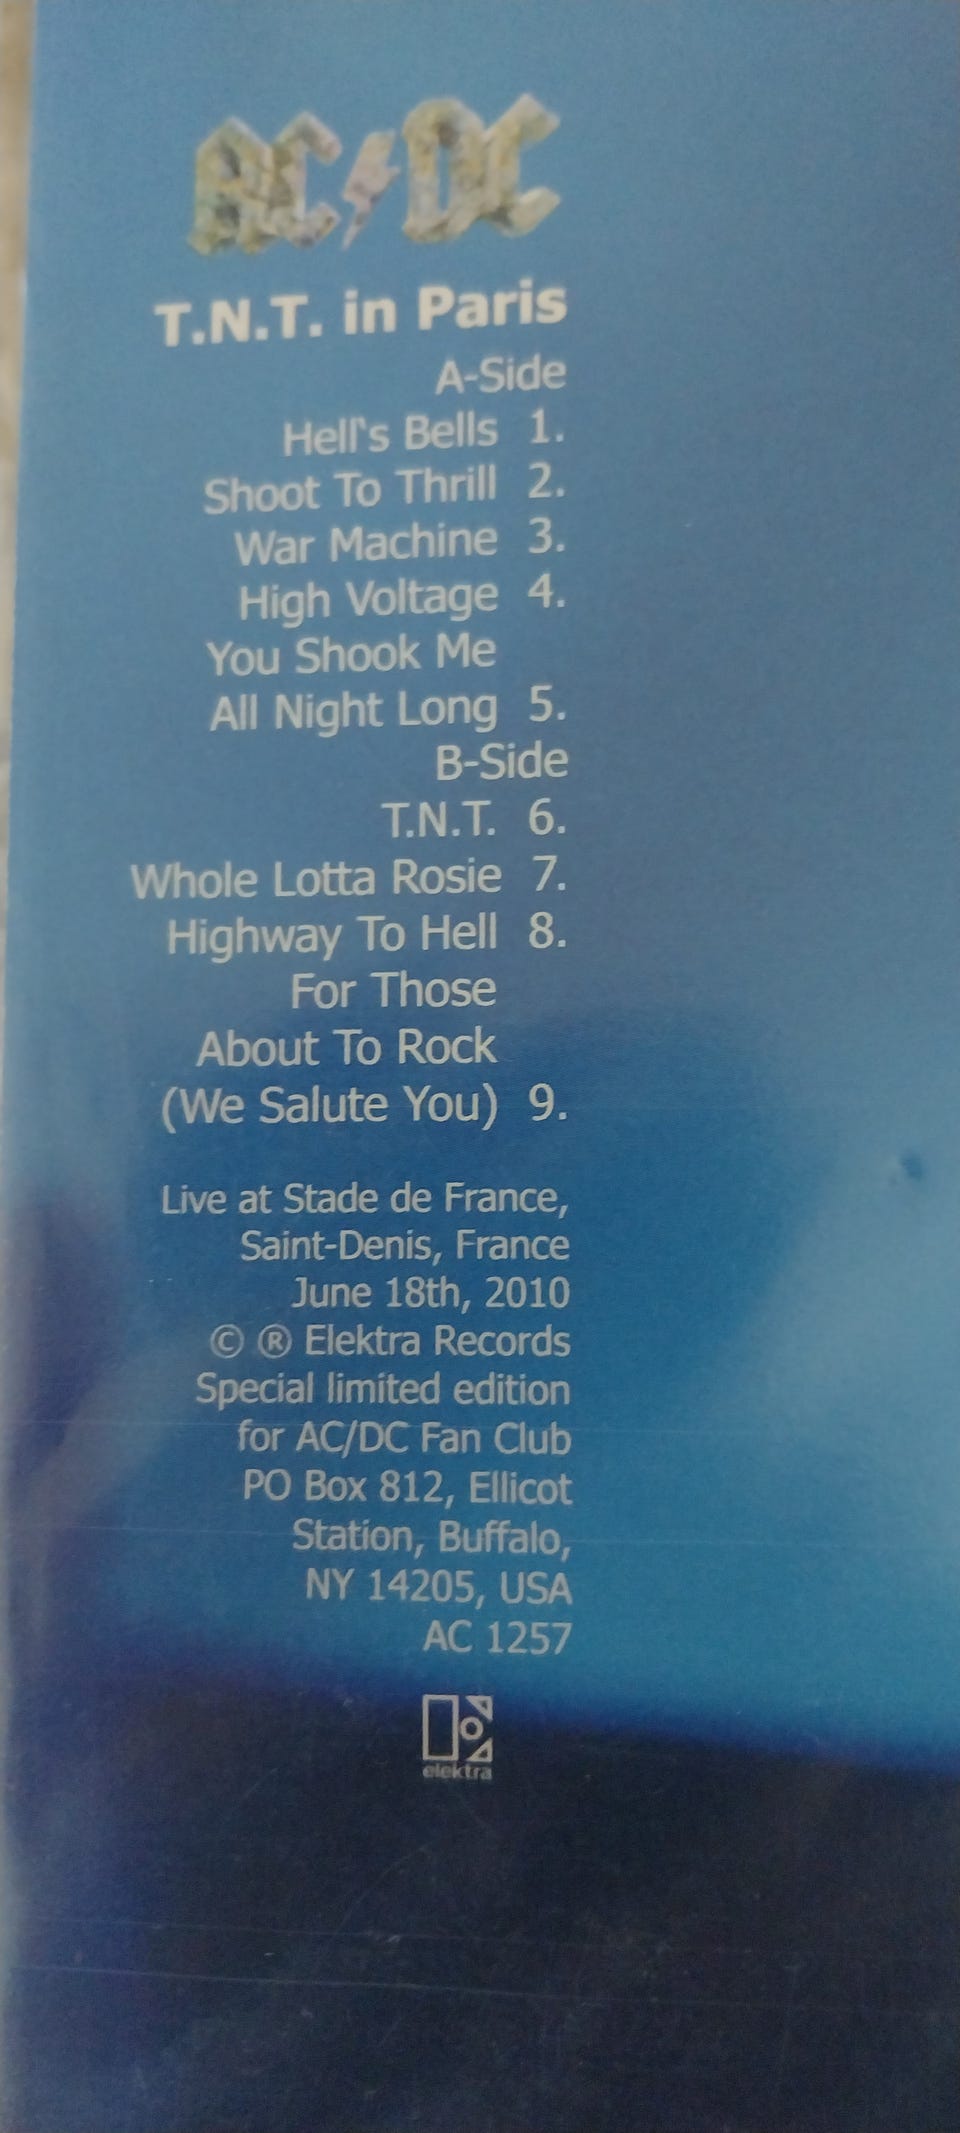 AC/DC
T.N.T. in Paris
A-Side
Hell's Bells 1.
Shoot To Thrill 2.
War Machine 3.
High Voltage 4.
You Shook Me
All Night Long 5.
B-Side
T.N.T. 6.
Whole Lotta Rosie 7.
Highway To Hell 8.
For Those
About To Rock
(We Salute You) 9.
Live at Stade de France,
Saint-Denis, France
June 18th, 2010
© ® Elektra Records
Special limited edition
for AC/DC Fan Club
PO Box 812, Ellicot
Station, Buffalo,
NY 14205, USA
AC 1257
elektra